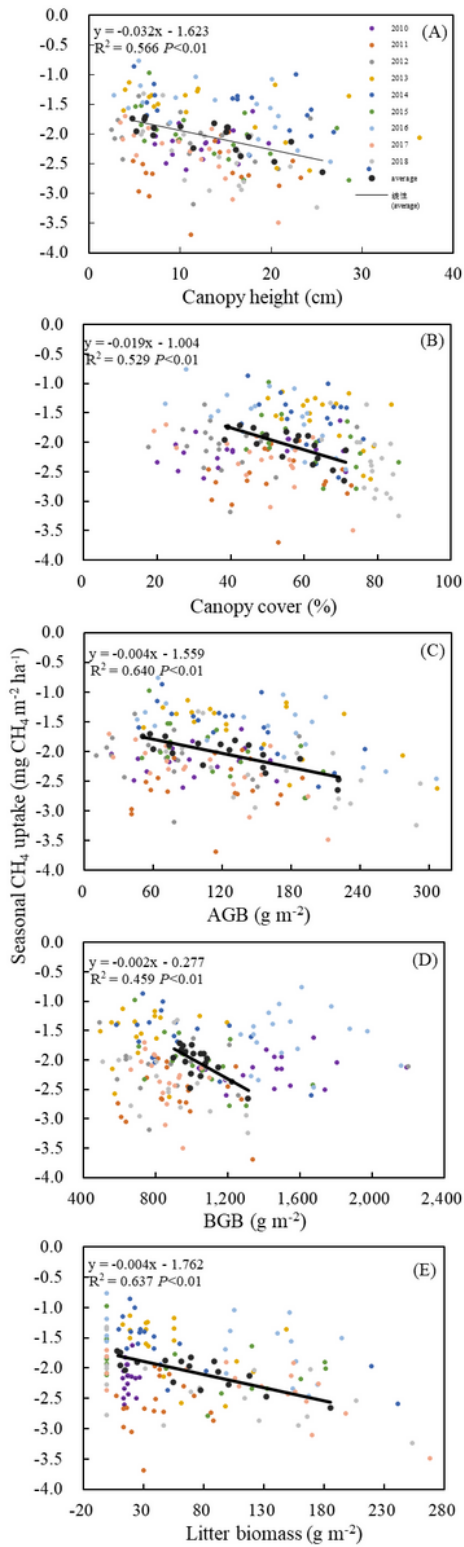 Seasonal CH4 uptake (mg CH4 m-2 ha-1)
y = -0.032x - 1.623
R2 = 0.566 P<0.01
(A)
2010
2011
2012
2013
2014
2015
2016
2017
2018
average
线性
(average)
-0.5
-1.0
-1.5
-2.0
-2.5
-3.0
-3.5
-4.0
0 10 20 30 40
Canopy height (cm)
0.0
y = -0.019x - 1.004
R2 = 0.529 P<0.01
(B)
-0.5
-1.0
-1.5
-2.0
-2.5
-3.0
-3.5
-4.0
0 20 40 60 80 100
Canopy cover (%)
0.0
y = -0.004x - 1.559
R2 = 0.640 P<0.01
(C)
-0.5
-1.0
-1.5
-2.0
-2.5
-3.0
-3.5
-4.0
0 60 120 180 240 300
AGB (g m-2)
0.0
y = -0.002x - 0.277
R2 = 0.459 P<0.01
(D)
-0.5
-1.0
-1.5
-2.0
-2.5
-3.0
-3.5
-4.0
400 800 1,200 1,600 2,000 2,400
BGB (g m-2)
0.0
y = -0.004x - 1.762
R2 = 0.637 P<0.01
(E)
-0.5
-1.0
-1.5
-2.0
-2.5
-3.0
-3.5
-4.0
-20 30 80 130 180 230 280
Litter biomass (g m-2)